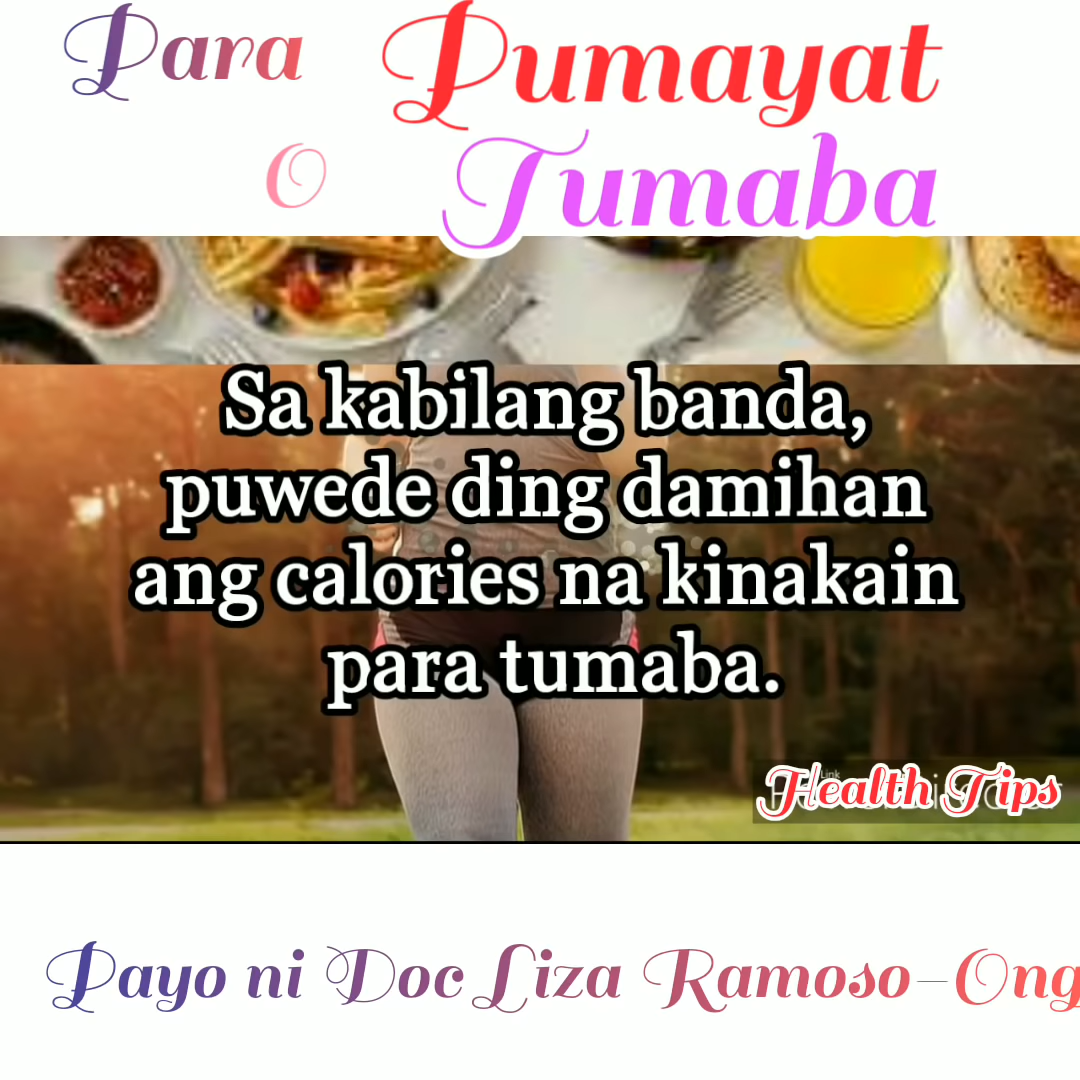 Para Pumayat
O Tumaba
Sa kabilang banda,
puwede ding damihan
ang calories na kinakain
para tumaba.
Link
Health Tips
Payo ni Doc Liza Ramoso-Ong